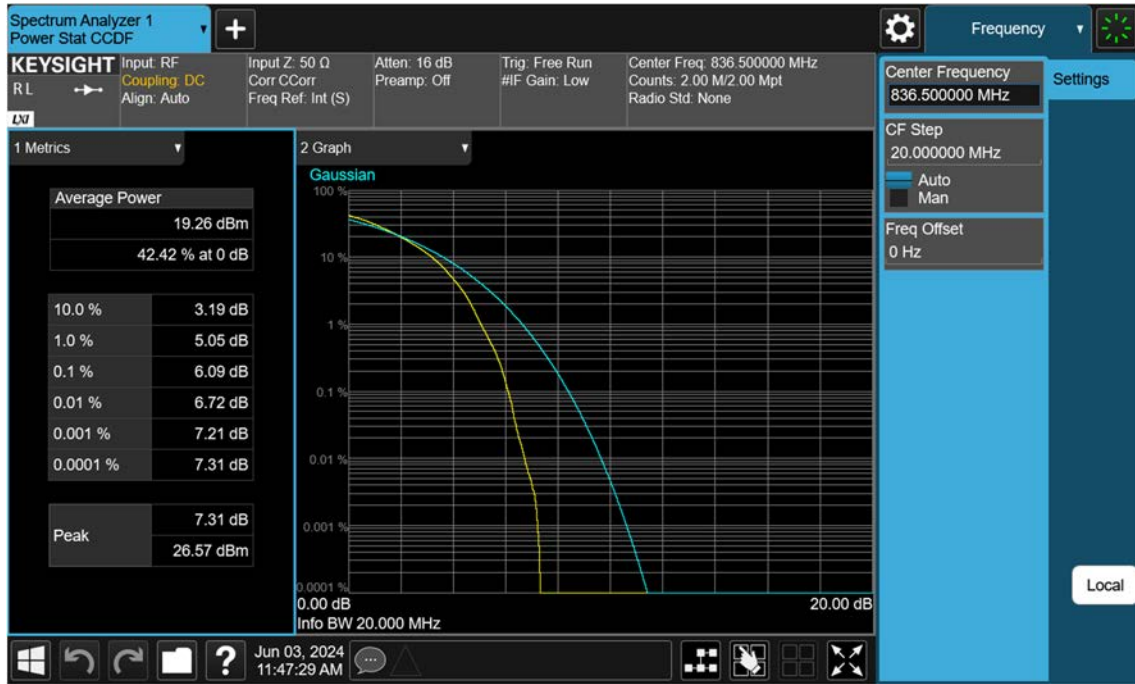 Spectrum Analyzer 1
Power Stat CCDF
+
Frequency
KEYSIGHT
RL
LXI
Input: RF
Coupling: DC
Align: Auto
Input Z: 50 Ω
Corr CCorr
Freq Ref: Int (S)
Atten: 16 dB
Preamp: Off
Trig: Free Run
#IF Gain: Low
Center Freq: 836.500000 MHz
Counts: 2.00 M/2.00 Mpt
Radio Std: None
Center Frequency
836.500000 MHz
Settings
CF Step
20.000000 MHz
Auto
Man
Freq Offset
0 Hz
1 Metrics
Average Power
19.26 dBm
42.42 % at 0 dB
10.0 % 3.19 dB
1.0 % 5.05 dB
0.1 % 6.09 dB
0.01 % 6.72 dB
0.001 % 7.21 dB
0.0001 % 7.31 dB
Peak 7.31 dB
26.57 dBm
2 Graph
Gaussian
100 %
10 %
1 %
0.1 %
0.01 %
0.001 %
0.0001 %
0.00 dB 20.00 dB
Info BW 20.000 MHz
Local
?
Jun 03, 2024
11:47:29 AM